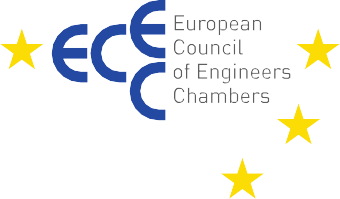 ECEC
European
Council
of Engineers
Chambers